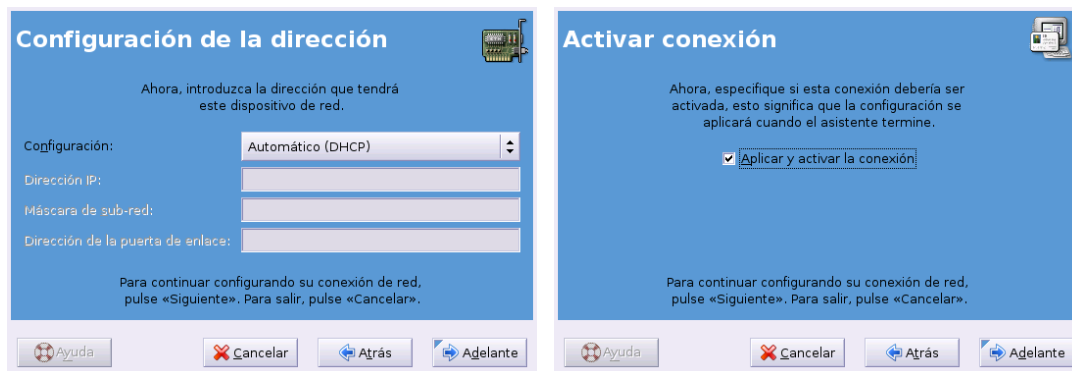 Configuración de la dirección
Ahora, introduzca la dirección que tendrá
este dispositivo de red.
Configuración:
Automático (DHCP)
Dirección IP:
Máscara de sub-red:
Dirección de la puerta de enlace:
Para continuar configurando su conexión de red,
pulse «Siguiente». Para salir, pulse «Cancelar».
Ayuda
Cancelar
Atrás
Adelante
Activar conexión
Ahora, especifique si esta conexión debería ser
activada, esto significa que la configuración se
aplicará cuando el asistente termine.
Aplicar y activar la conexión
Para continuar configurando su conexión de red,
pulse «Siguiente». Para salir, pulse «Cancelar».
Ayuda
Cancelar
Atrás
Adelante